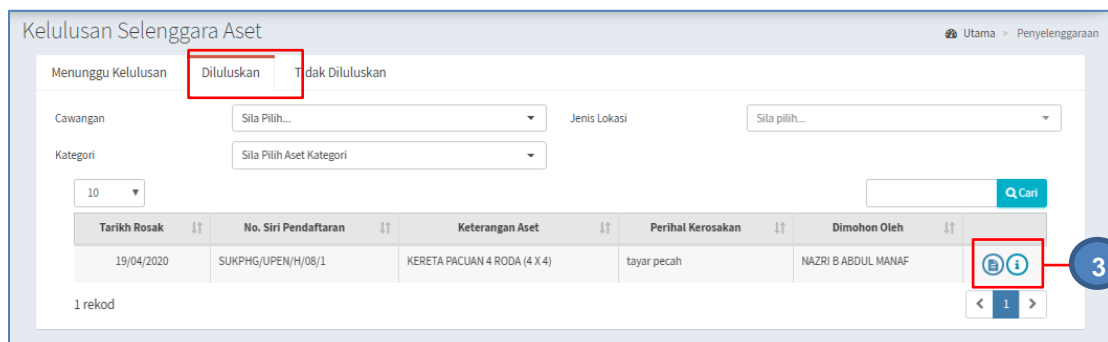 Kelulusan Selenggara Aset
Utama > Penyelenggaraan
Menunggu Kelulusan Diluluskan Tidak Diluluskan
Cawangan Sila Pilih... Jenis Lokasi Sila pilih...
Kategori Sila Pilih Aset Kategori
10 Cari
Tarikh Rosak No. Siri Pendaftaran Keterangan Aset Perihal Kerosakan Dimohon Oleh
19/04/2020 SUKPHG/UPEN/H/08/1 KERETA PACUAN 4 RODA (4 X 4) tayar pecah NAZRI B ABDUL MANAF
3
1 rekod < 1 >